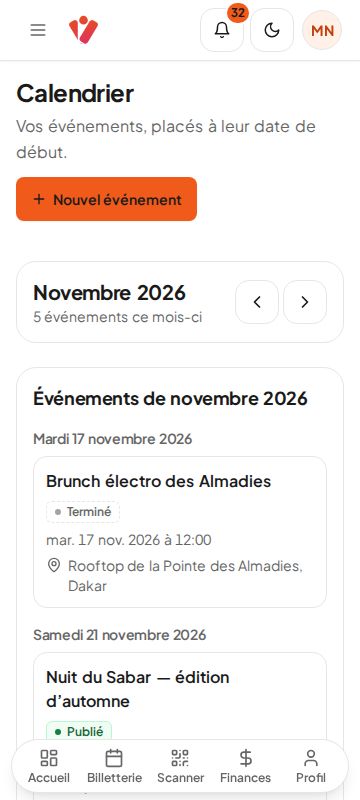 32
MN
Calendrier
Vos événements, placés à leur date de
début.
Nouvel événement
Novembre 2026
5 événements ce mois-ci
Événements de novembre 2026
Mardi 17 novembre 2026
Brunch électro des Almadies
Terminé
mar. 17 nov. 2026 à 12:00
Rooftop de la Pointe des Almadies,
Dakar
Samedi 21 novembre 2026
Nuit du Sabar — édition
d’automne
Publié
Accueil Billetterie Scanner Finances Profil